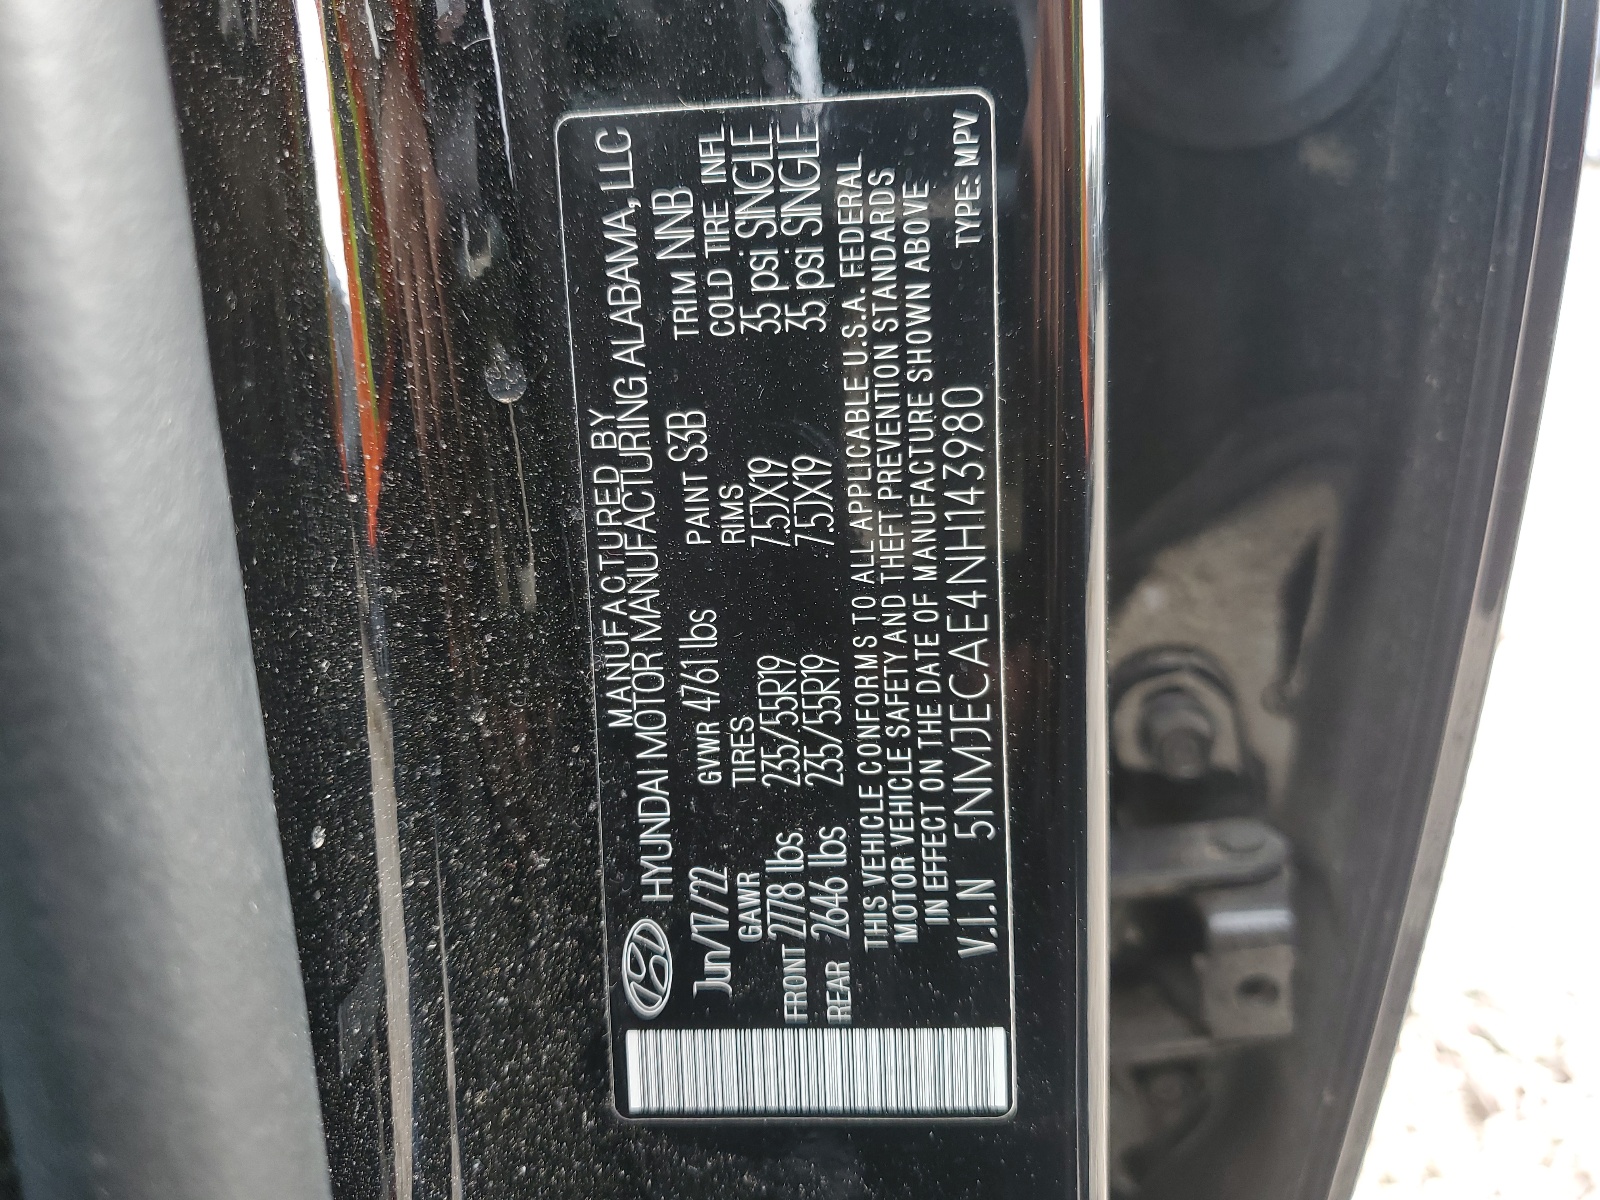 MANUFACTURED BY
HYUNDAI MOTOR MANUFACTURING ALABAMA, LLC
Jun/17/22 GVWR 4761 lbs PAINT S3B TRIM NNB
GAWR TIRES RIMS COLD TIRE INFL
FRONT 2778 lbs 235/55R19 7.5JX19 35 psi SINGLE
REAR 2646 lbs 235/55R19 7.5JX19 35 psi SINGLE
THIS VEHICLE CONFORMS TO ALL APPLICABLE U.S.A. FEDERAL
MOTOR VEHICLE SAFETY AND THEFT PREVENTION STANDARDS
IN EFFECT ON THE DATE OF MANUFACTURE SHOWN ABOVE
V.I.N 5NMJECAE4NH143980 TYPE: MPV